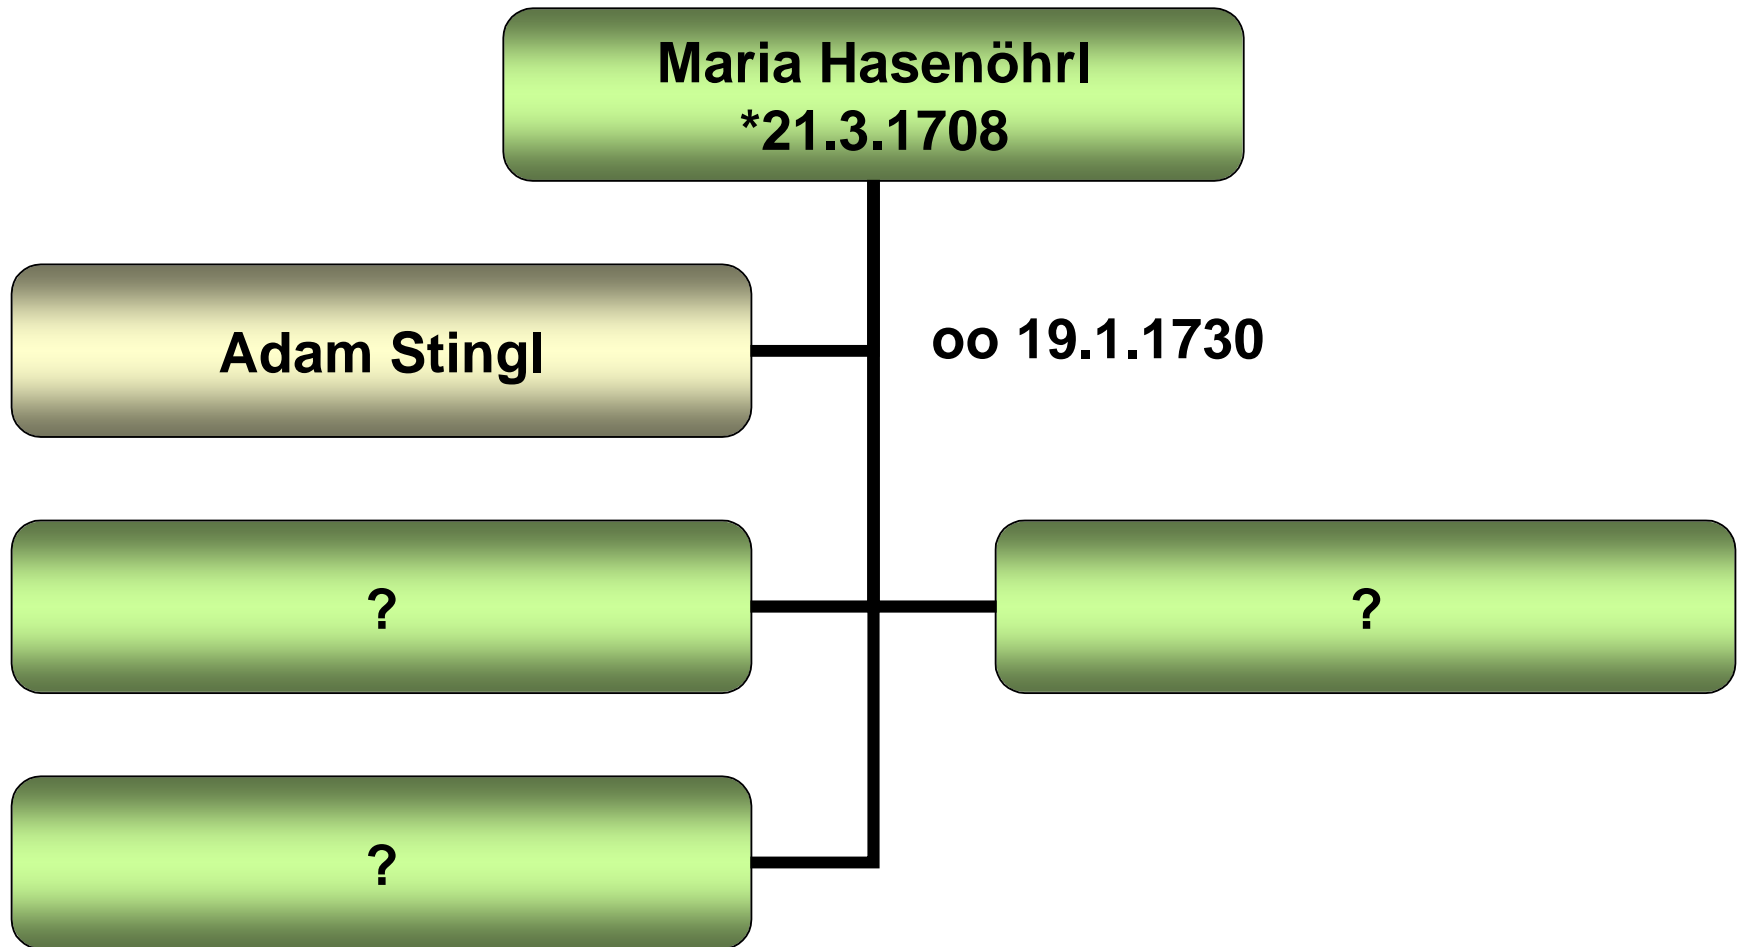 Maria Hasenöhrl
*21.3.1708
Adam Stingl
oo 19.1.1730
?
?
?